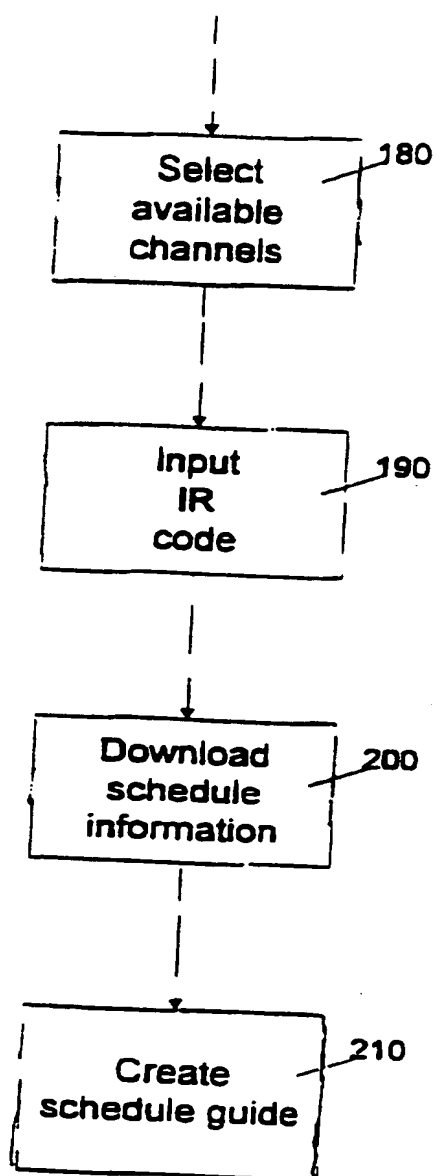 180
Select
available
channels
190
Input
IR
code
200
Download
schedule
information
210
Create
schedule guide